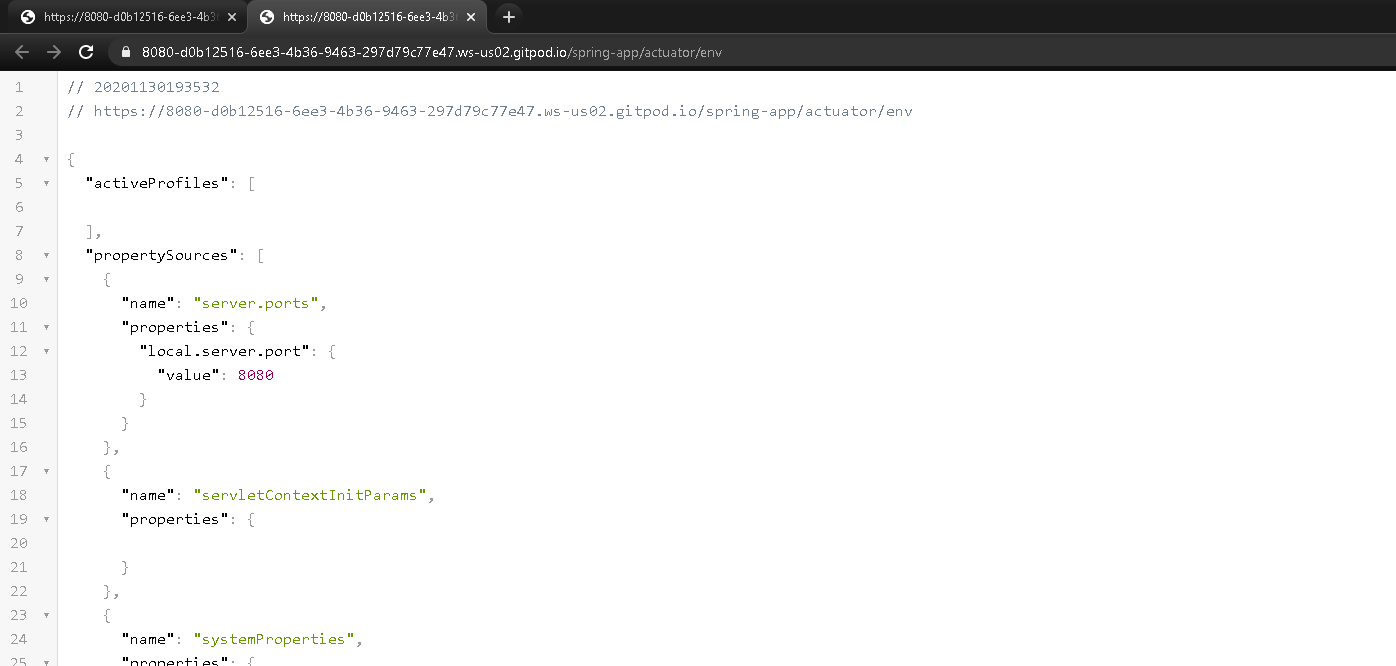 https://8080-d0b12516-6ee3-4b3
https://8080-d0b12516-6ee3-4b3
8080-d0b12516-6ee3-4b36-9463-297d79c77e47.ws-us02.gitpod.io/spring-app/actuator/env
1 // 20201130193532
2 // https://8080-d0b12516-6ee3-4b36-9463-297d79c77e47.ws-us02.gitpod.io/spring-app/actuator/env
3
4 {
5 "activeProfiles": [
6
7 ],
8 "propertySources": [
9 {
10 "name": "server.ports",
11 "properties": {
12 "local.server.port": {
13 "value": 8080
14 }
15 }
16 },
17 {
18 "name": "servletContextInitParams",
19 "properties": {
20
21 }
22 },
23 {
24 "name": "systemProperties",
25 "properties": {